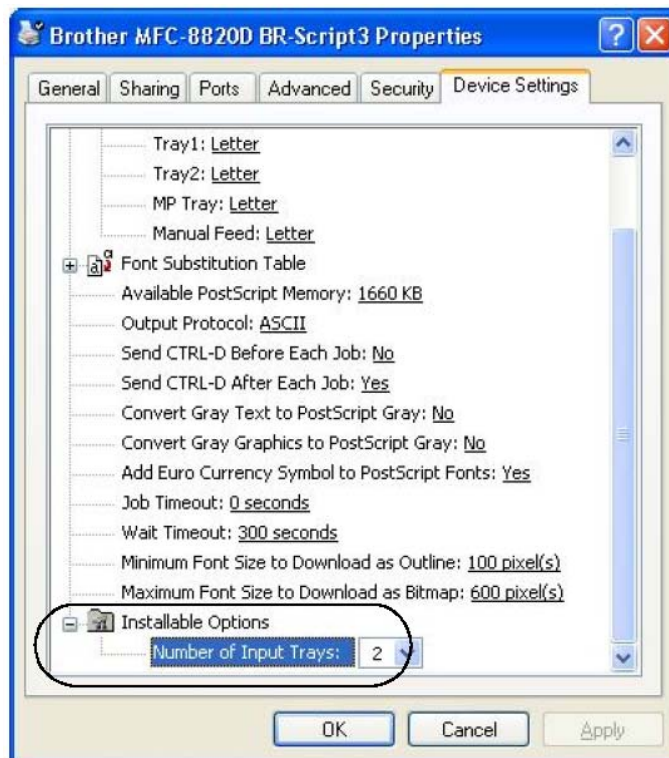 Brother MFC-8820D BR-Script3 Properties
General Sharing Ports Advanced Security Device Settings
Tray1: Letter
Tray2: Letter
MP Tray: Letter
Manual Feed: Letter
Font Substitution Table
Available PostScript Memory: 1660 KB
Output Protocol: ASCII
Send CTRL-D Before Each Job: No
Send CTRL-D After Each Job: Yes
Convert Gray Text to PostScript Gray: No
Convert Gray Graphics to PostScript Gray: No
Add Euro Currency Symbol to PostScript Fonts: Yes
Job Timeout: 0 seconds
Wait Timeout: 300 seconds
Minimum Font Size to Download as Outline: 100 pixel(s)
Maximum Font Size to Download as Bitmap: 600 pixel(s)
Installable Options
Number of Input Trays: 2
OK Cancel Apply